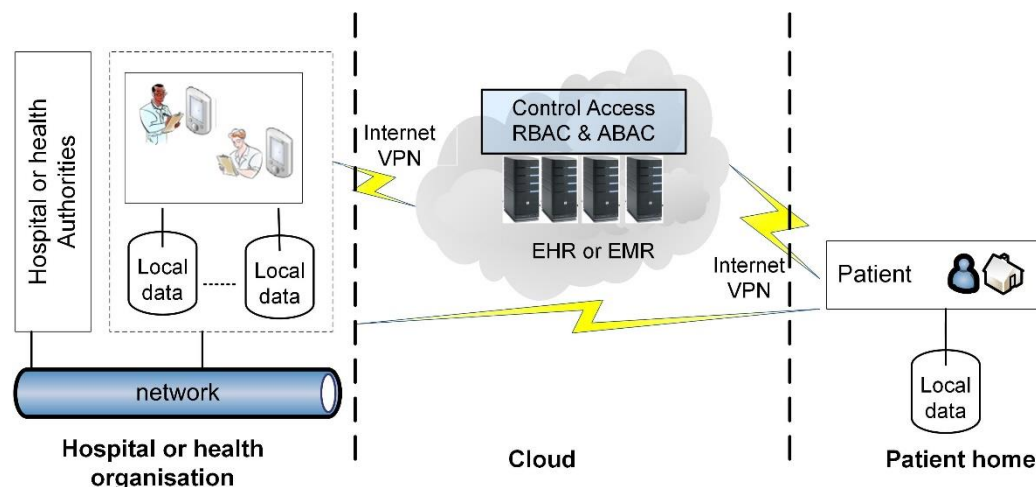 Hospital or health
Authorities
Local
data
Local
data
network
Hospital or health
organisation
Internet
VPN
Control Access
RBAC & ABAC
EHR or EMR
Internet
VPN
Cloud
Patient
Local
data
Patient home